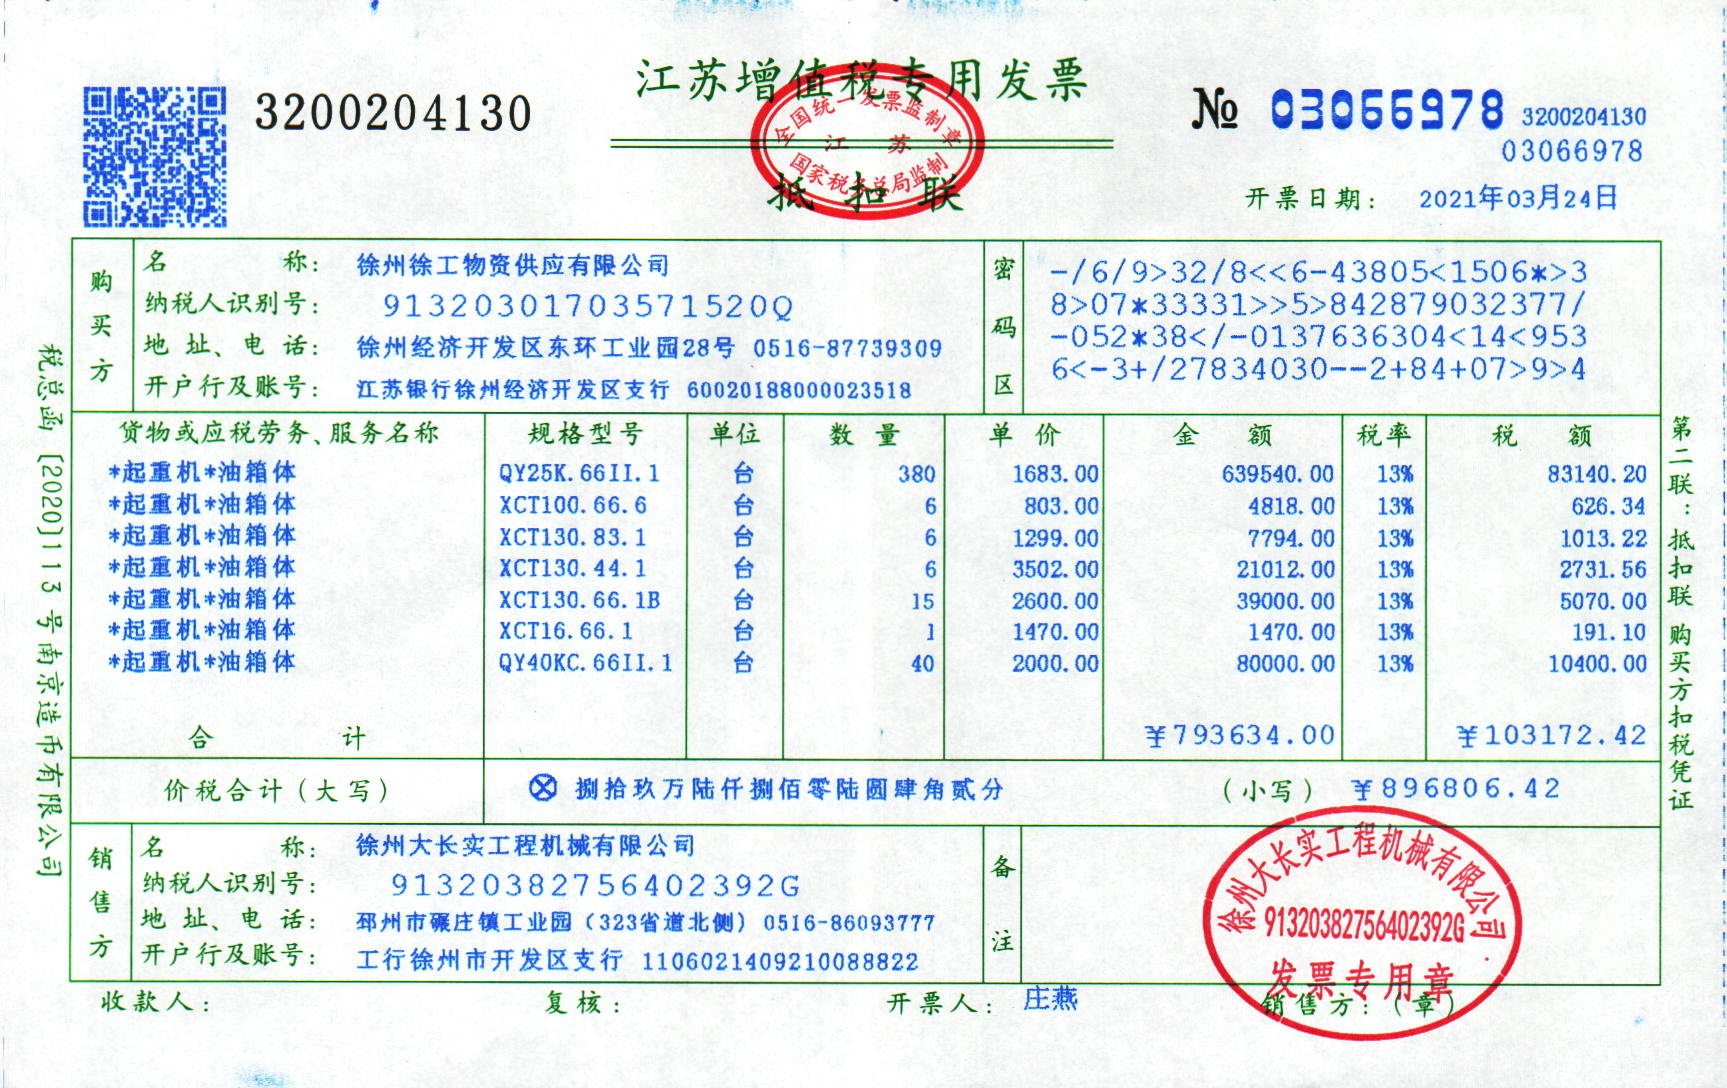 江苏增值税专用发票
3200204130
全国统一发票监制章
江苏
国家税务总局监制
抵扣联
№ 03066978 3200204130
03066978
开票日期： 2021年03月24日
购买方
名称： 徐州徐工物资供应有限公司
纳税人识别号： 91320301703571520Q
地址、电话： 徐州经济开发区东环工业园28号 0516-87739309
开户行及账号： 江苏银行徐州经济开发区支行 60020188000023518
密码区
-/6/9>32/8<<6-43805<1506*>3
8>07*33331>>5>842879032377/
-052*38</-0137636304<14<953
6<-3+/27834030--2+84+07>9>4
货物或应税劳务、服务名称 规格型号 单位 数量 单价 金额 税率 税额
*起重机*油箱体 QY25K.66II.1 台 380 1683.00 639540.00 13% 83140.20
*起重机*油箱体 XCT100.66.6 台 6 803.00 4818.00 13% 626.34
*起重机*油箱体 XCT130.83.1 台 6 1299.00 7794.00 13% 1013.22
*起重机*油箱体 XCT130.44.1 台 6 3502.00 21012.00 13% 2731.56
*起重机*油箱体 XCT130.66.1B 台 15 2600.00 39000.00 13% 5070.00
*起重机*油箱体 XCT16.66.1 台 1 1470.00 1470.00 13% 191.10
*起重机*油箱体 QY40KC.66II.1 台 40 2000.00 80000.00 13% 10400.00
合计 ￥793634.00 ￥103172.42
价税合计（大写） ⊗捌拾玖万陆仟捌佰零陆圆肆角贰分 （小写） ￥896806.42
销售方
名称： 徐州大长实工程机械有限公司
纳税人识别号： 91320382756402392G
地址、电话： 邳州市碾庄镇工业园（323省道北侧）0516-86093777
开户行及账号： 工行徐州市开发区支行 1106021409210088822
备注
徐州大长实工程机械有限公司
91320382756402392G
发票专用章
收款人： 复核： 开票人： 庄燕 销售方：（章）
税总函〔2020〕113号南京造币有限公司
第二联：抵扣联 购买方扣税凭证